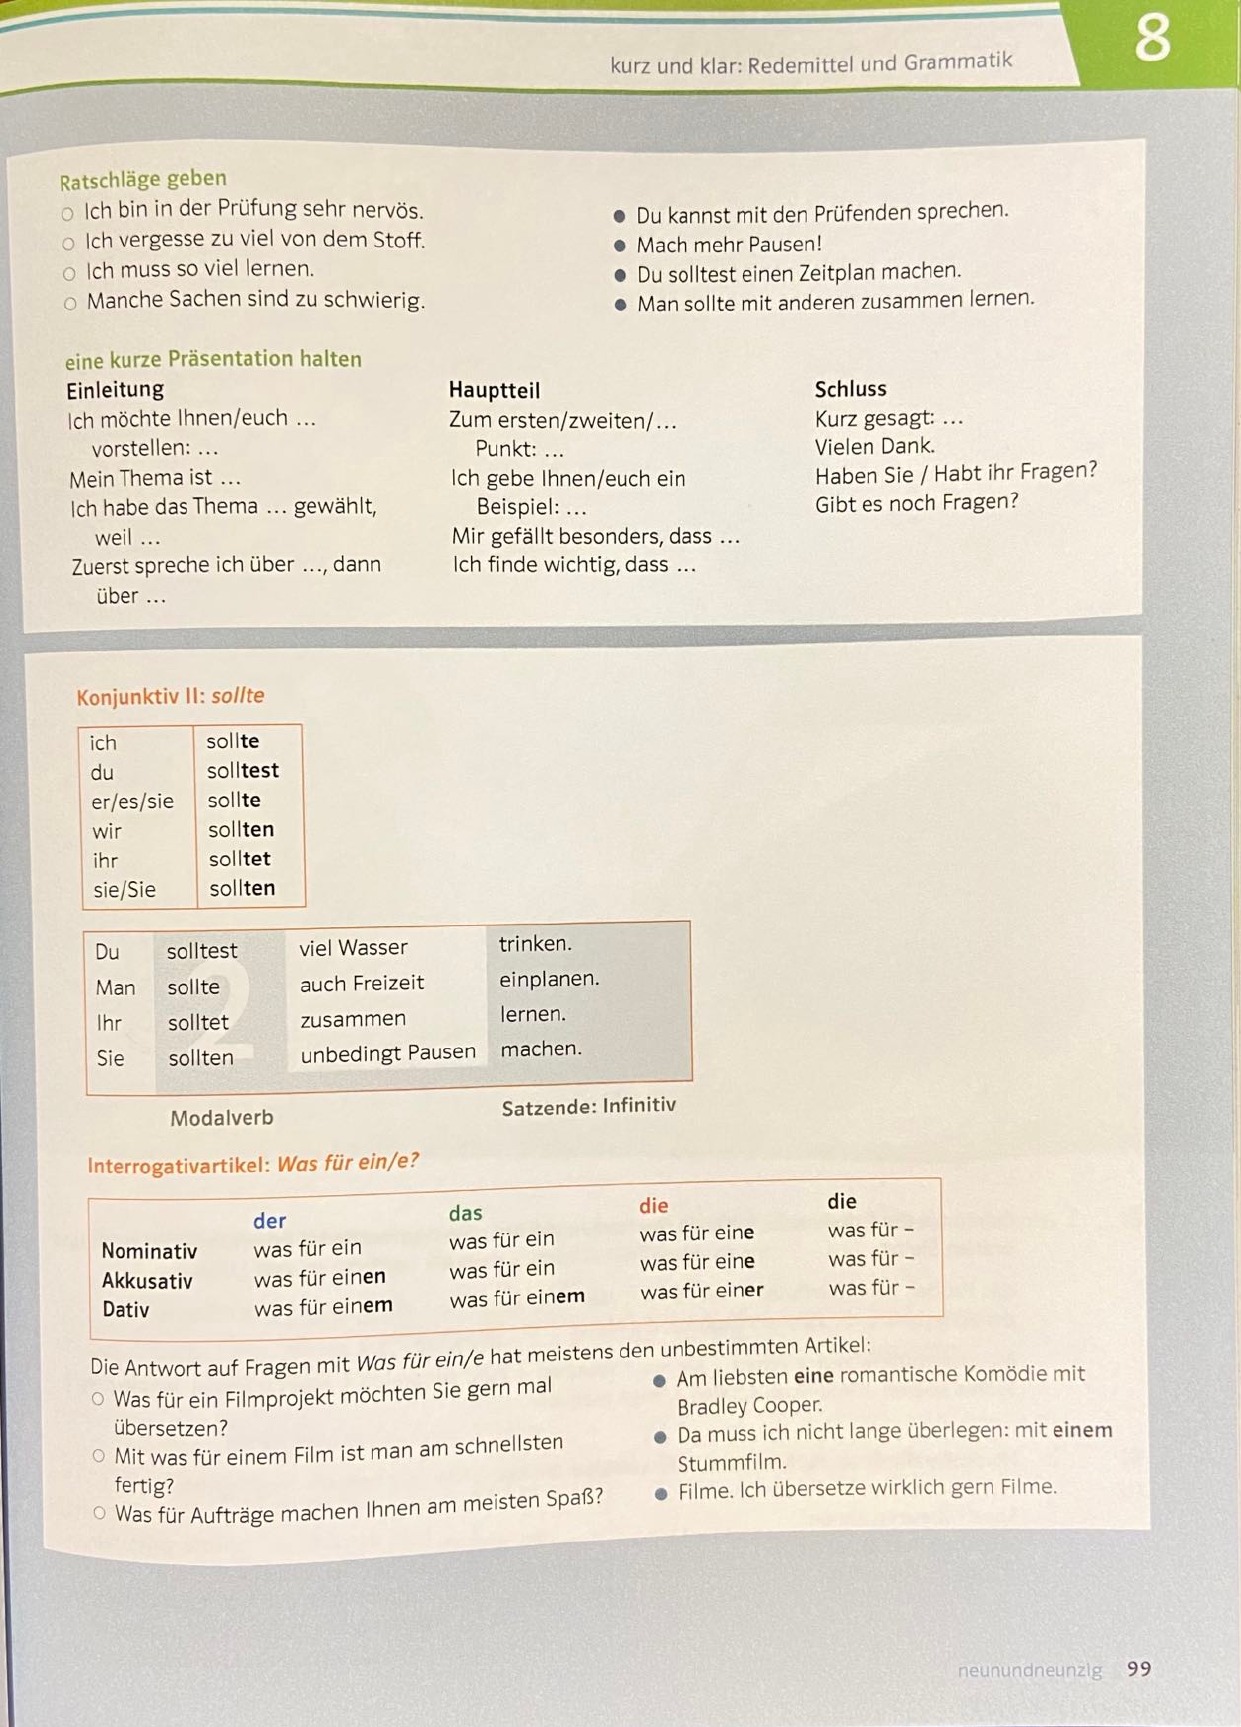 kurz und klar: Redemittel und Grammatik
8
Ratschläge geben
○ Ich bin in der Prüfung sehr nervös.
● Du kannst mit den Prüfenden sprechen.
○ Ich vergesse zu viel von dem Stoff.
● Mach mehr Pausen!
○ Ich muss so viel lernen.
● Du solltest einen Zeitplan machen.
○ Manche Sachen sind zu schwierig.
● Man sollte mit anderen zusammen lernen.
eine kurze Präsentation halten
Einleitung
Ich möchte Ihnen/euch ...
vorstellen: ...
Mein Thema ist ...
Ich habe das Thema ... gewählt,
weil ...
Zuerst spreche ich über ..., dann
über ...
Hauptteil
Zum ersten/zweiten/...
Punkt: ...
Ich gebe Ihnen/euch ein
Beispiel: ...
Mir gefällt besonders, dass ...
Ich finde wichtig, dass ...
Schluss
Kurz gesagt: ...
Vielen Dank.
Haben Sie / Habt ihr Fragen?
Gibt es noch Fragen?
Konjunktiv II: sollte
ich sollte
du solltest
er/es/sie sollte
wir sollten
ihr solltet
sie/Sie sollten
2
Du solltest viel Wasser trinken.
Man sollte auch Freizeit einplanen.
Ihr solltet zusammen lernen.
Sie sollten unbedingt Pausen machen.
Modalverb Satzende: Infinitiv
Interrogativartikel: Was für ein/e?
der das die die
Nominativ was für ein was für ein was für eine was für –
Akkusativ was für einen was für ein was für eine was für –
Dativ was für einem was für einem was für einer was für –
Die Antwort auf Fragen mit Was für ein/e hat meistens den unbestimmten Artikel:
○ Was für ein Filmprojekt möchten Sie gern mal
übersetzen?
○ Mit was für einem Film ist man am schnellsten
fertig?
○ Was für Aufträge machen Ihnen am meisten Spaß?
● Am liebsten eine romantische Komödie mit
Bradley Cooper.
● Da muss ich nicht lange überlegen: mit einem
Stummfilm.
● Filme. Ich übersetze wirklich gern Filme.
neunundneunzig 99